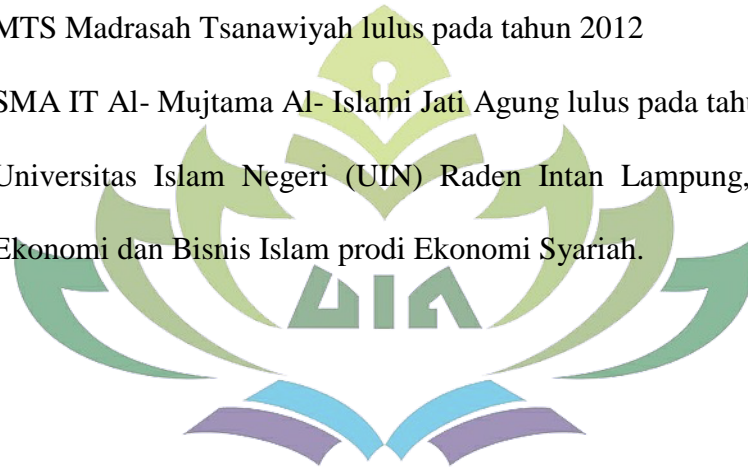 MTS Madrasah Tsanawiyah lulus pada tahun 2012
SMA IT Al- Mujtama Al- Islami Jati Agung lulus pada
Universitas Islam Negeri (UIN) Raden Intan Lampung,
Ekonomi dan Bisnis Islam prodi Ekonomi Syariah.
UIN